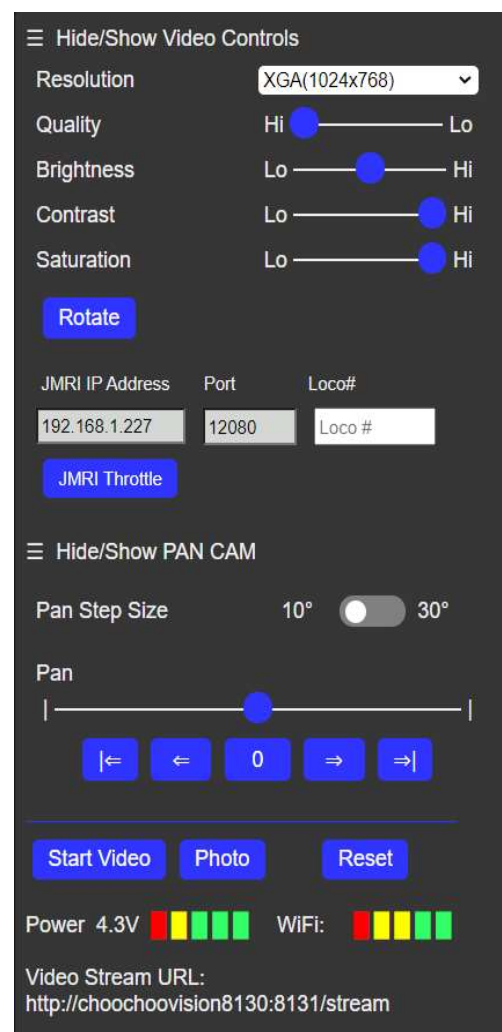 ☰ Hide/Show Video Controls
Resolution XGA(1024x768)
Quality Hi Lo
Brightness Lo Hi
Contrast Lo Hi
Saturation Lo Hi
Rotate
JMRI IP Address Port Loco#
192.168.1.227 12080 Loco #
JMRI Throttle
☰ Hide/Show PAN CAM
Pan Step Size 10° 30°
Pan
| |
|⇐ ⇐ 0 ⇒ ⇒|
Start Video Photo Reset
Power 4.3V WiFi:
Video Stream URL:
http://choochoovision8130:8131/stream